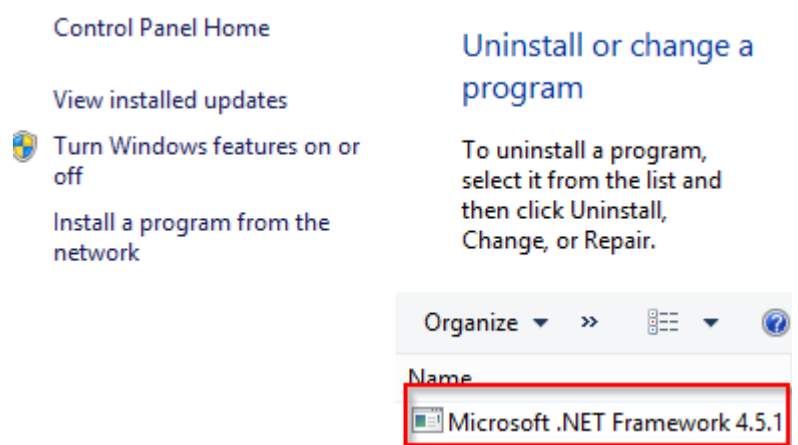 Control Panel Home
View installed updates
Turn Windows features on or
off
Install a program from the
network
Uninstall or change a
program
To uninstall a program,
select it from the list and
then click Uninstall,
Change, or Repair.
Organize
Name
Microsoft .NET Framework 4.5.1